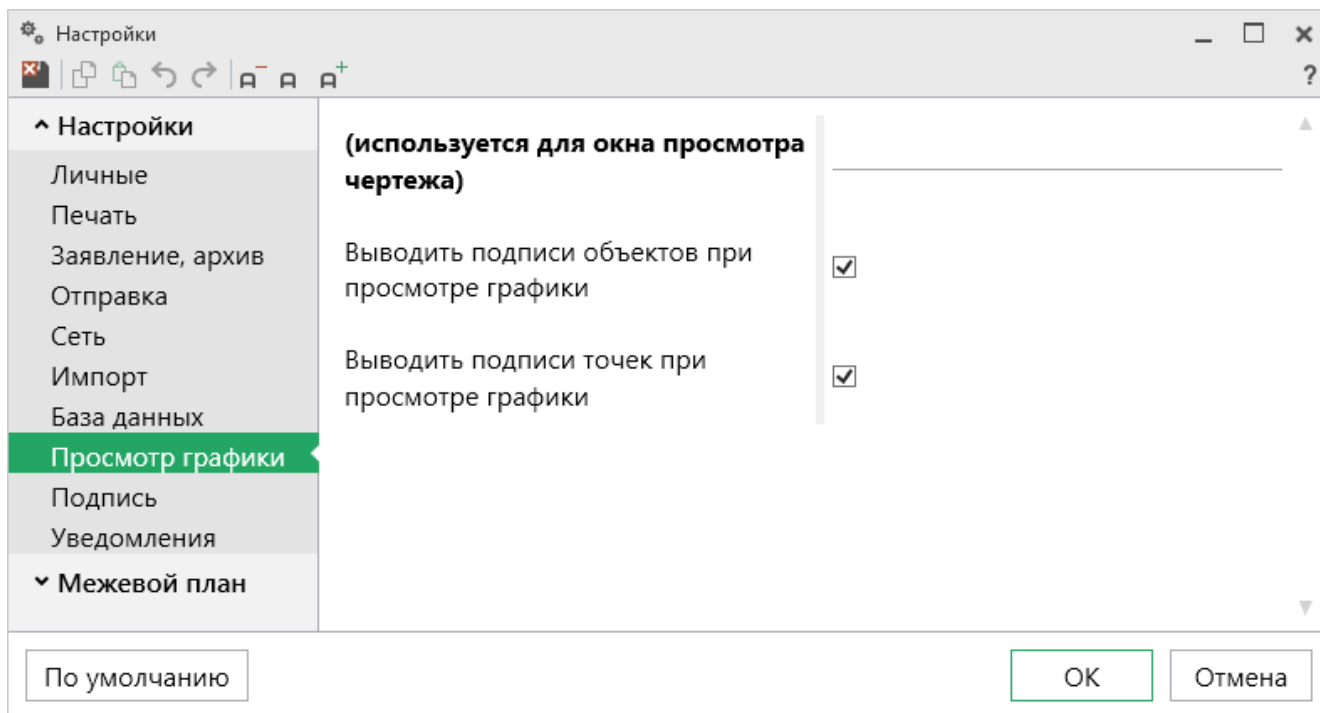 Настройки
?
Настройки
Личные
Печать
Заявление, архив
Отправка
Сеть
Импорт
База данных
Просмотр графики
Подпись
Уведомления
Межевой план
(используется для окна просмотра
чертежа)
Выводить подписи объектов при
просмотре графики
Выводить подписи точек при
просмотре графики
По умолчанию
ОК
Отмена